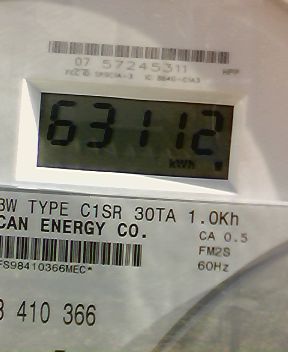 07 57245311
63112
kWh
3W TYPE C1SR 30TA 1.0Kh
CAN ENERGY CO.
CA 0.5
FM2S
60Hz
FS98410366MEC*
3 410 366